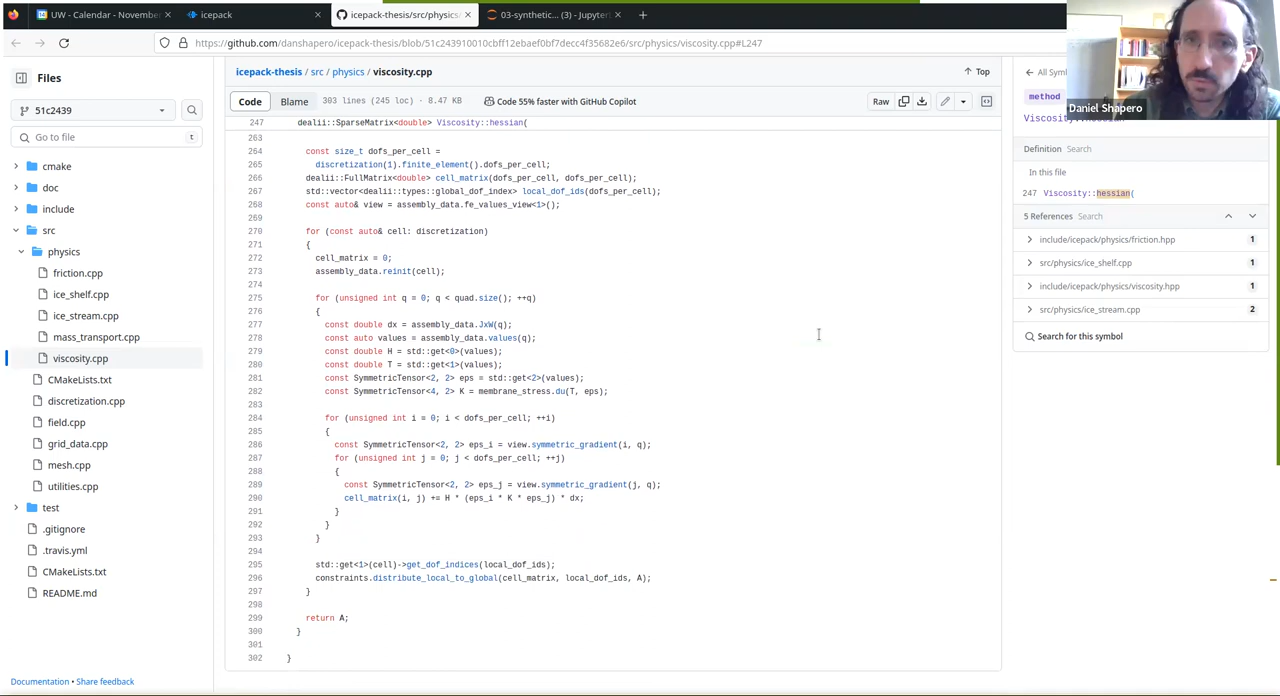 UW - Calendar - November
icepack
icepack-thesis/src/physics/
03-synthetic... (3) - Jupyter
https://github.com/danshapero/icepack-thesis/blob/51c243910010cbff12ebaef0bf7decc4f35682e6/src/physics/viscosity.cpp#L247
Files
51c2439
Go to file
t
cmake
doc
include
src
physics
friction.cpp
ice_shelf.cpp
ice_stream.cpp
mass_transport.cpp
viscosity.cpp
CMakeLists.txt
discretization.cpp
field.cpp
grid_data.cpp
mesh.cpp
utilities.cpp
test
.gitignore
.travis.yml
CMakeLists.txt
README.md
Documentation • Share feedback
icepack-thesis / src / physics / viscosity.cpp
Top
Code
Blame
303 lines (245 loc) · 8.47 KB
Code 55% faster with GitHub Copilot
Raw
247 dealii::SparseMatrix<double> Viscosity::hessian(
263
264 const size_t dofs_per_cell =
265 discretization(1).finite_element().dofs_per_cell;
266 dealii::FullMatrix<double> cell_matrix(dofs_per_cell, dofs_per_cell);
267 std::vector<dealii::types::global_dof_index> local_dof_ids(dofs_per_cell);
268 const auto& view = assembly_data.fe_values_view<1>();
269
270 for (const auto& cell: discretization)
271 {
272 cell_matrix = 0;
273 assembly_data.reinit(cell);
274
275 for (unsigned int q = 0; q < quad.size(); ++q)
276 {
277 const double dx = assembly_data.JxW(q);
278 const auto values = assembly_data.values(q);
279 const double H = std::get<0>(values);
280 const double T = std::get<1>(values);
281 const SymmetricTensor<2, 2> eps = std::get<2>(values);
282 const SymmetricTensor<4, 2> K = membrane_stress.du(T, eps);
283
284 for (unsigned int i = 0; i < dofs_per_cell; ++i)
285 {
286 const SymmetricTensor<2, 2> eps_i = view.symmetric_gradient(i, q);
287 for (unsigned int j = 0; j < dofs_per_cell; ++j)
288 {
289 const SymmetricTensor<2, 2> eps_j = view.symmetric_gradient(j, q);
290 cell_matrix(i, j) += H * (eps_i * K * eps_j) * dx;
291 }
292 }
293 }
294
295 std::get<1>(cell)->get_dof_indices(local_dof_ids);
296 constraints.distribute_local_to_global(cell_matrix, local_dof_ids, A);
297 }
298
299 return A;
300 }
301
302 }
All
method
Daniel Shapero
Definition Search
In this file
247 Viscosity::hessian(
5 References Search
include/icepack/physics/friction.hpp 1
src/physics/ice_shelf.cpp 1
include/icepack/physics/viscosity.hpp 1
src/physics/ice_stream.cpp 2
Search for this symbol